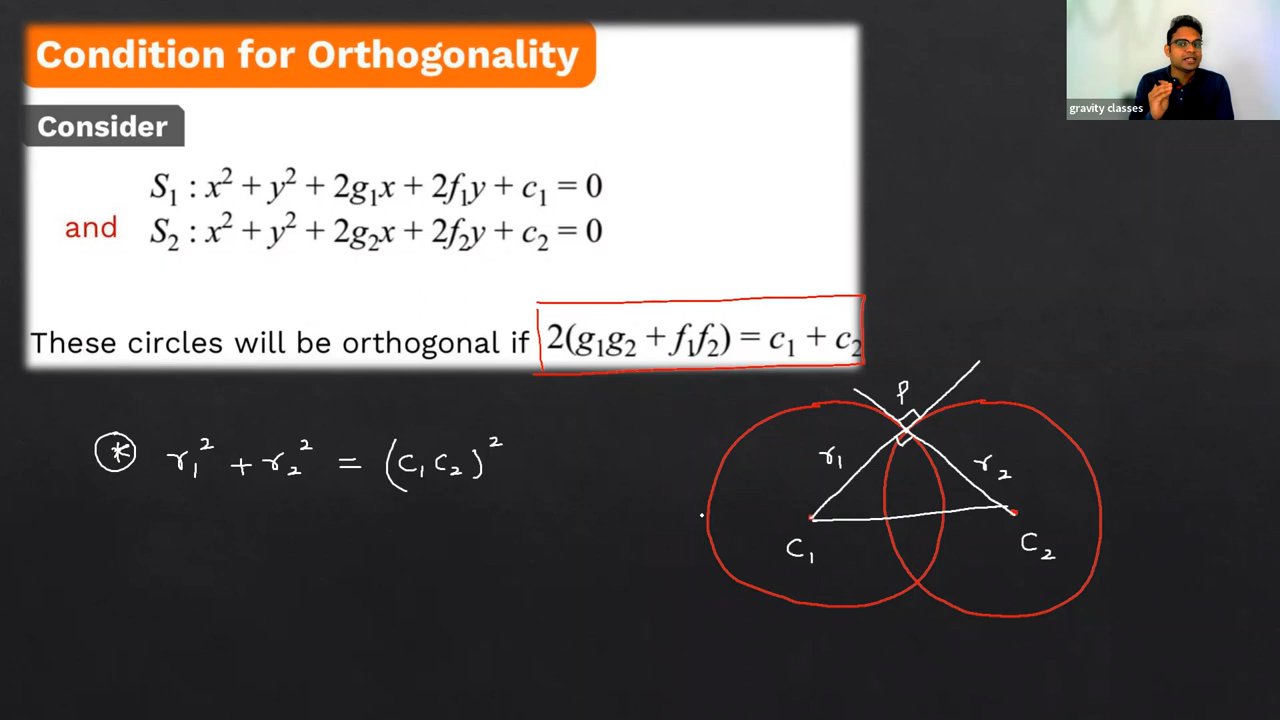 Condition for Orthogonality
gravity classes
Consider
S₁ : x² + y² + 2g₁x + 2f₁y + c₁ = 0
and S₂ : x² + y² + 2g₂x + 2f₂y + c₂ = 0
These circles will be orthogonal if 2(g₁g₂ + f₁f₂) = c₁ + c₂
P
* r₁² + r₂² = (C₁C₂)²
r₁ r₂
C₁ C₂